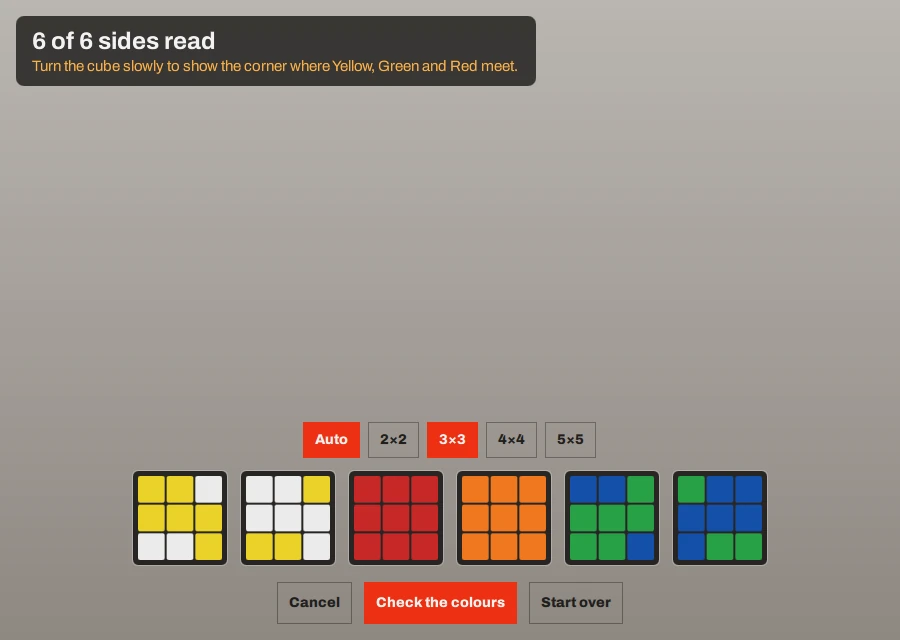 6 of 6 sides read
Turn the cube slowly to show the corner where Yellow, Green and Red meet.
Auto 2×2 3×3 4×4 5×5
Cancel Check the colours Start over